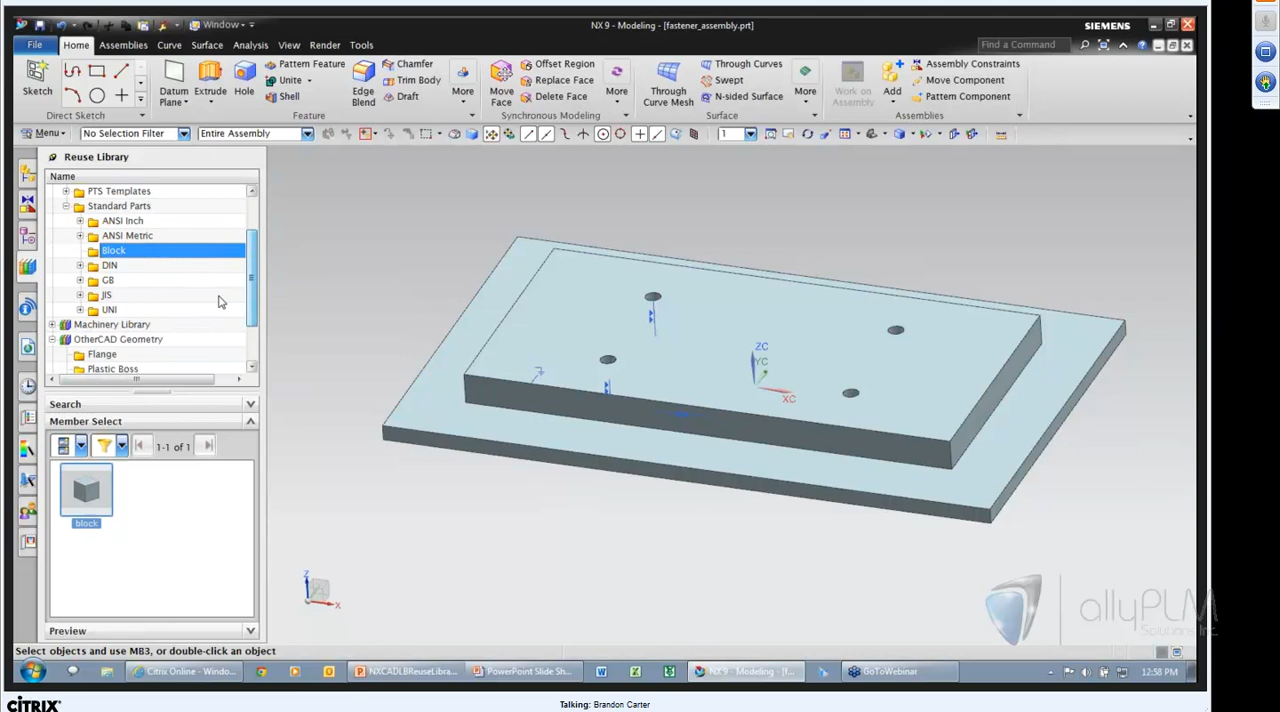 Window
NX 9 - Modeling - [fastener_assembly.prt]
SIEMENS
File Home Assemblies Curve Surface Analysis View Render Tools
Find a Command
Sketch
Direct Sketch
Datum Plane
Extrude
Hole
Pattern Feature
Unite
Shell
Edge Blend
Chamfer
Trim Body
Draft
More
Feature
Move Face
Offset Region
Replace Face
Delete Face
More
Synchronous Modeling
Through Curve Mesh
Through Curves
Swept
N-sided Surface
More
Surface
Work on Assembly
Add
Assembly Constraints
Move Component
Pattern Component
Assemblies
Menu
No Selection Filter
Entire Assembly
1
Reuse Library
Name
PTS Templates
Standard Parts
ANSI Inch
ANSI Metric
Block
DIN
GB
JIS
UNI
Machinery Library
OtherCAD Geometry
Flange
Plastic Boss
Search
Member Select
1-1 of 1
block
Preview
ZC
YC
XC
Z
X
allyPLM
Solutions Inc.
Select objects and use MB3, or double-click an object
Citrix Online - Windo...
NXCADLBReuseLibra...
PowerPoint Slide Sh...
NX 9 - Modeling - [f...
GoToWebinar
12:58 PM
CITRIX
Talking: Brandon Carter